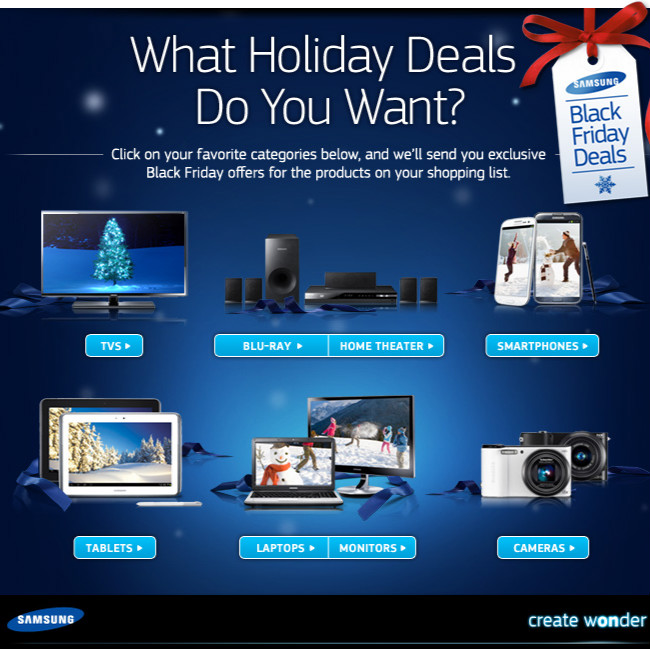 What Holiday Deals
Do You Want?
SAMSUNG
Black
Friday
Deals
Click on your favorite categories below, and we'll send you exclusive
Black Friday offers for the products on your shopping list.
TVS
BLU-RAY
HOME THEATER
SMARTPHONES
TABLETS
LAPTOPS
MONITORS
CAMERAS
SAMSUNG
create wonder